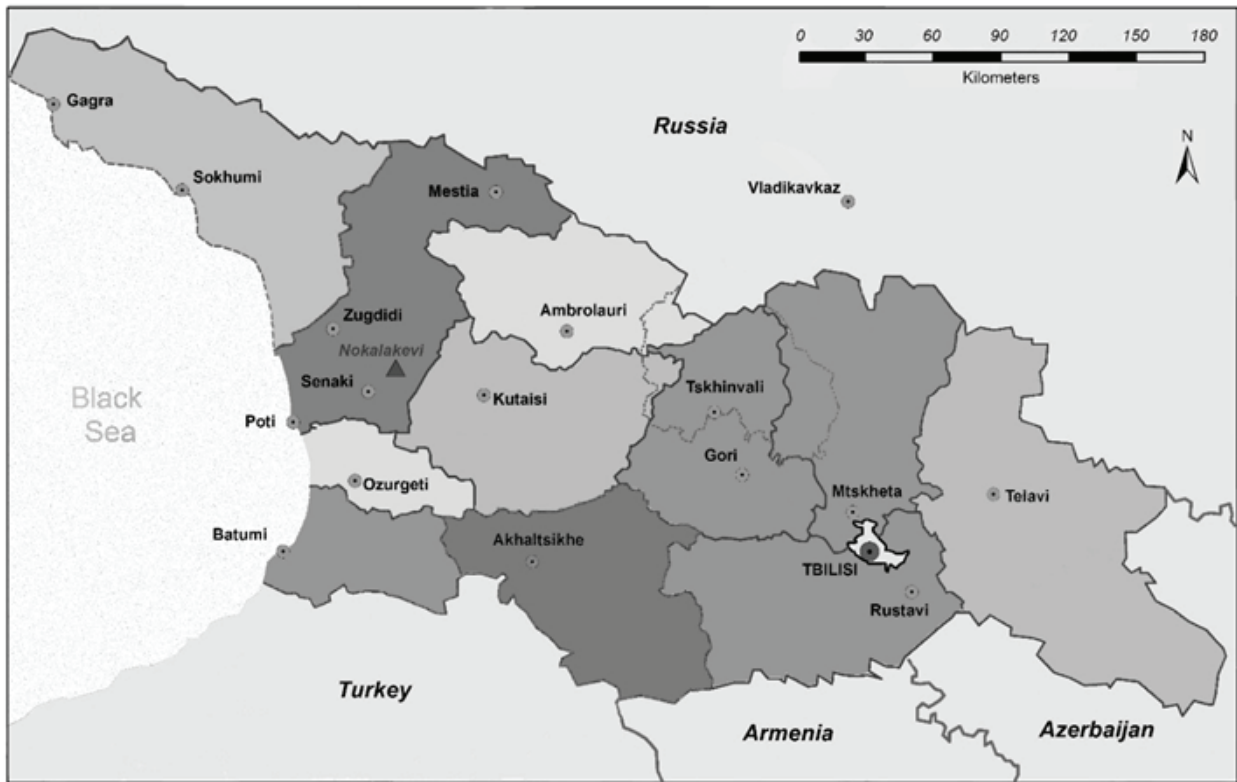 0 30 60 90 120 150 180
Kilometers
Gagra
Russia
N
Sokhumi
Mestia
Vladikavkaz
Zugdidi
Ambrolauri
Nokalakevi
Senaki
Kutaisi
Tskhinvali
Black
Sea
Poti
Gori
Ozurgeti
Mtskheta
Telavi
Batumi
Akhaltsikhe
TBILISI
Rustavi
Turkey
Armenia
Azerbaijan